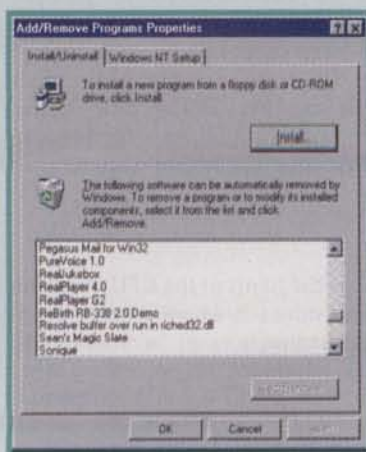 Add/Remove Programs Properties
Install/Uninstall
Windows NT Setup
To install a new program from a floppy disk or CD-ROM
drive, click Install.
Install...
The following software can be automatically removed by
Windows. To remove a program or to modify its installed
components, select it from the list and click
Add/Remove.
Pegasus Mail for Win32
PureVoice 1.0
RealJukebox
RealPlayer 4.0
RealPlayer G2
ReBirth RB-338 2.0 Demo
Resolve buffer over run in riched32.dll
Sean's Magic Slate
Sonique
OK
Cancel